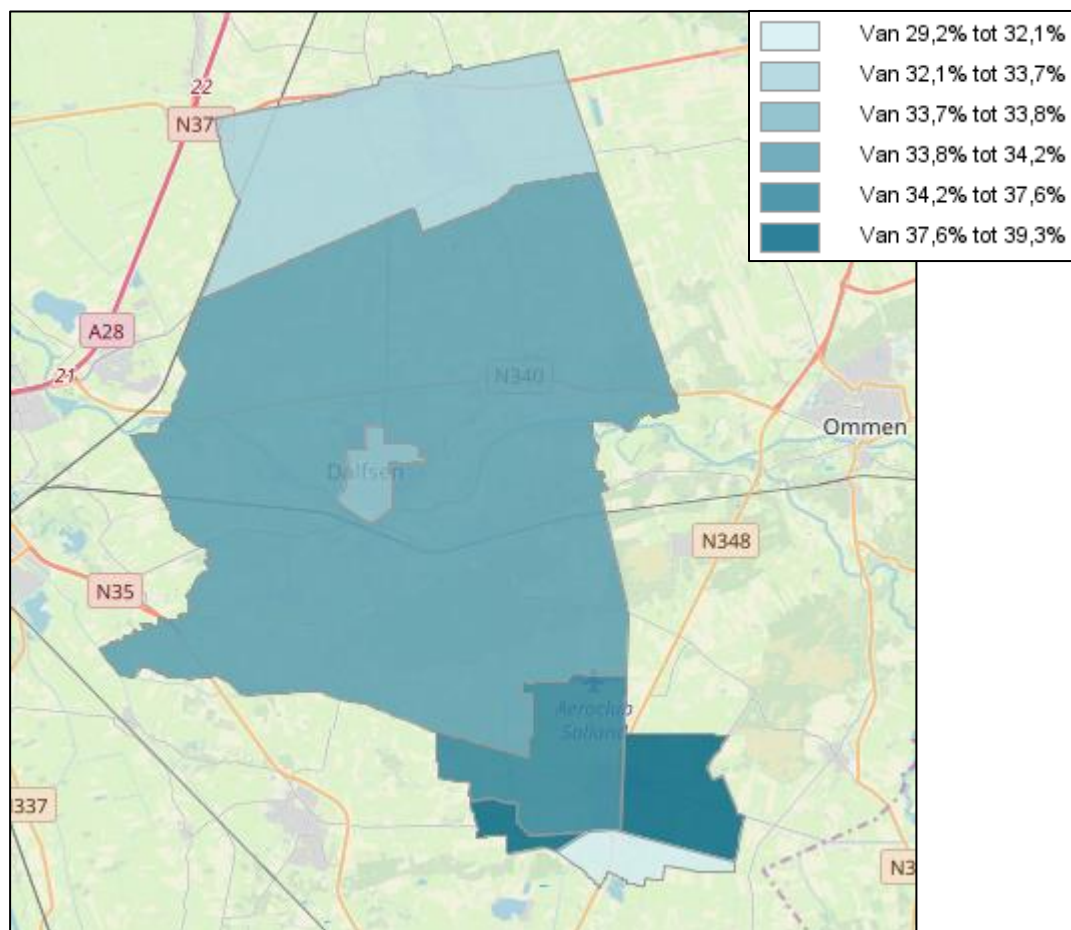 Van 29,2% tot 32,1%
Van 32,1% tot 33,7%
Van 33,7% tot 33,8%
Van 33,8% tot 34,2%
Van 34,2% tot 37,6%
Van 37,6% tot 39,3%
22
N37
A28
21
N340
Ommen
Dalfsen
N348
N35
Aeroclub
Salland
337
N3